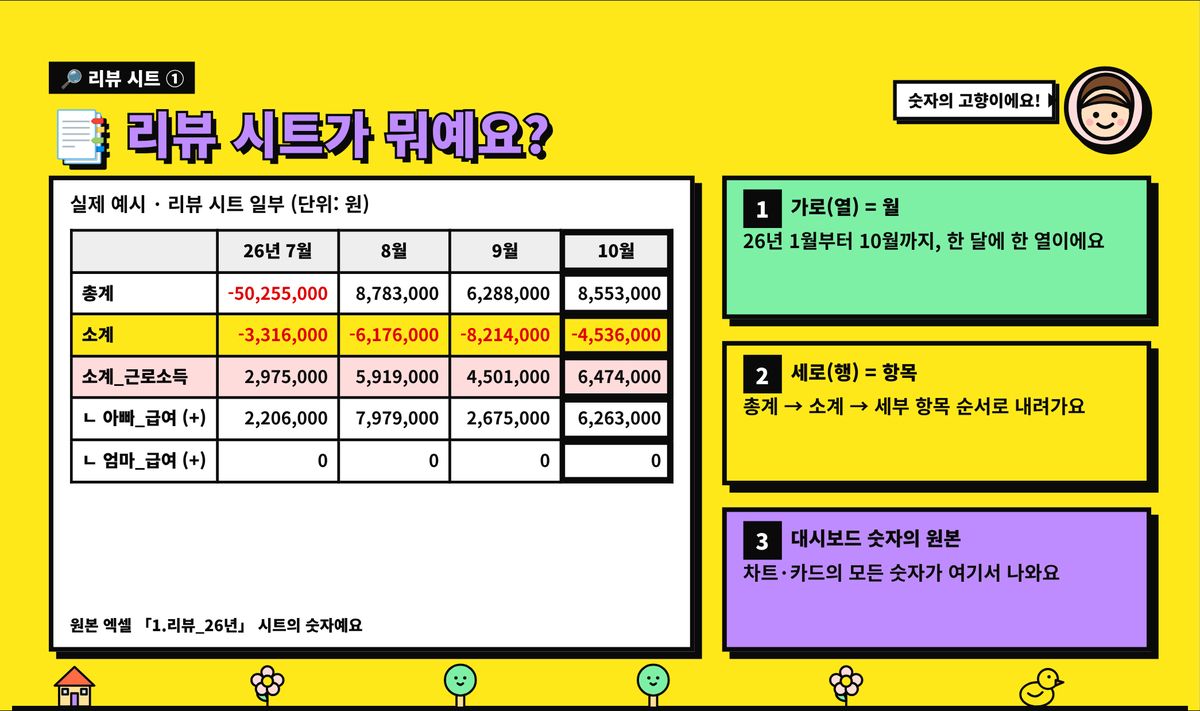 🔎 리뷰 시트 ①
📑 리뷰 시트가 뭐예요?
숫자의 고향이에요!
실제 예시 · 리뷰 시트 일부 (단위: 원)
26년 7월 8월 9월 10월
총계 -50,255,000 8,783,000 6,288,000 8,553,000
소계 -3,316,000 -6,176,000 -8,214,000 -4,536,000
소계_근로소득 2,975,000 5,919,000 4,501,000 6,474,000
ㄴ 아빠_급여 (+) 2,206,000 7,979,000 2,675,000 6,263,000
ㄴ 엄마_급여 (+) 0 0 0 0
원본 엑셀 「1.리뷰_26년」 시트의 숫자예요
1 가로(열) = 월
26년 1월부터 10월까지, 한 달에 한 열이에요
2 세로(행) = 항목
총계 → 소계 → 세부 항목 순서로 내려가요
3 대시보드 숫자의 원본
차트·카드의 모든 숫자가 여기서 나와요